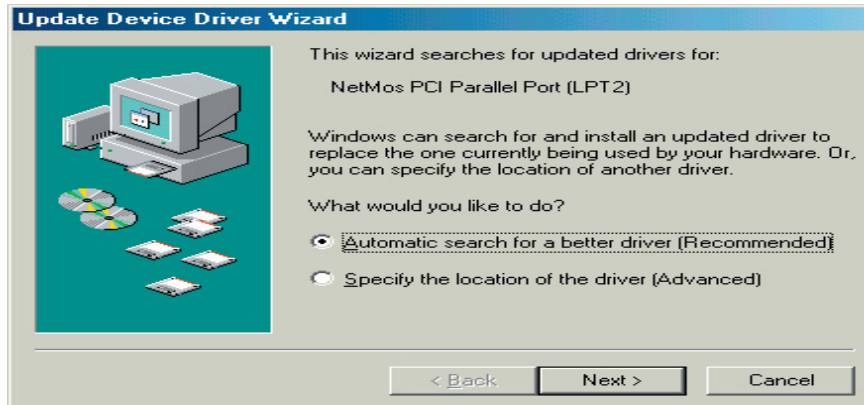 Update Device Driver Wizard
This wizard searches for updated drivers for:
NetMos PCI Parallel Port (LPT2)
Windows can search for and install an updated driver to
replace the one currently being used by your hardware. Or,
you can specify the location of another driver.
What would you like to do?
Automatic search for a better driver (Recommended)
Specify the location of the driver (Advanced)
< Back
Next >
Cancel